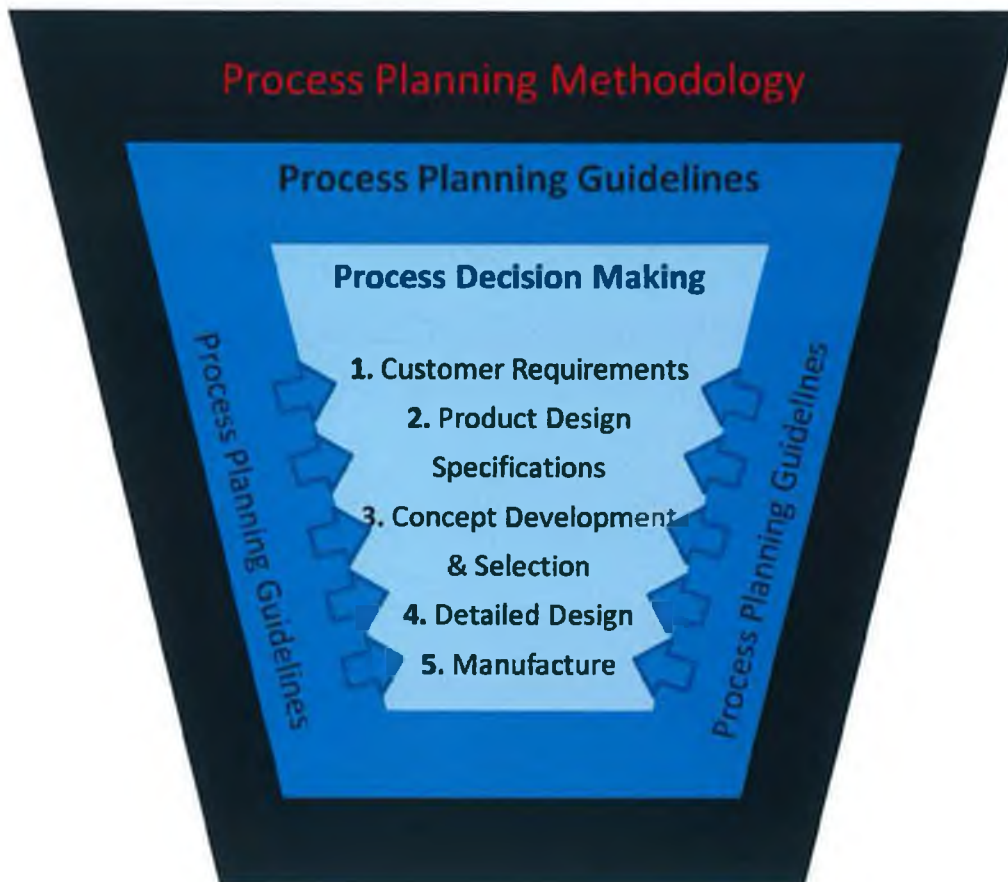 Process Planning Methodology
Process Planning Guidelines
Process Decision Making
1. Customer Requirements
2. Product Design
Specifications
3. Concept Development
& Selection
4. Detailed Design
5. Manufacture
Process Planning Guidelines
Process Planning Guidelines